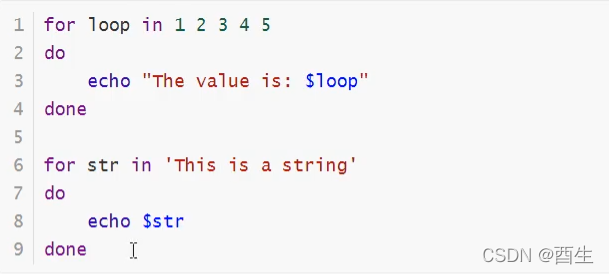 1 for loop in 1 2 3 4 5
2 do
3     echo "The value is: $loop"
4 done
5
6 for str in 'This is a string'
7 do
8     echo $str
9 done
CSDN @酉生